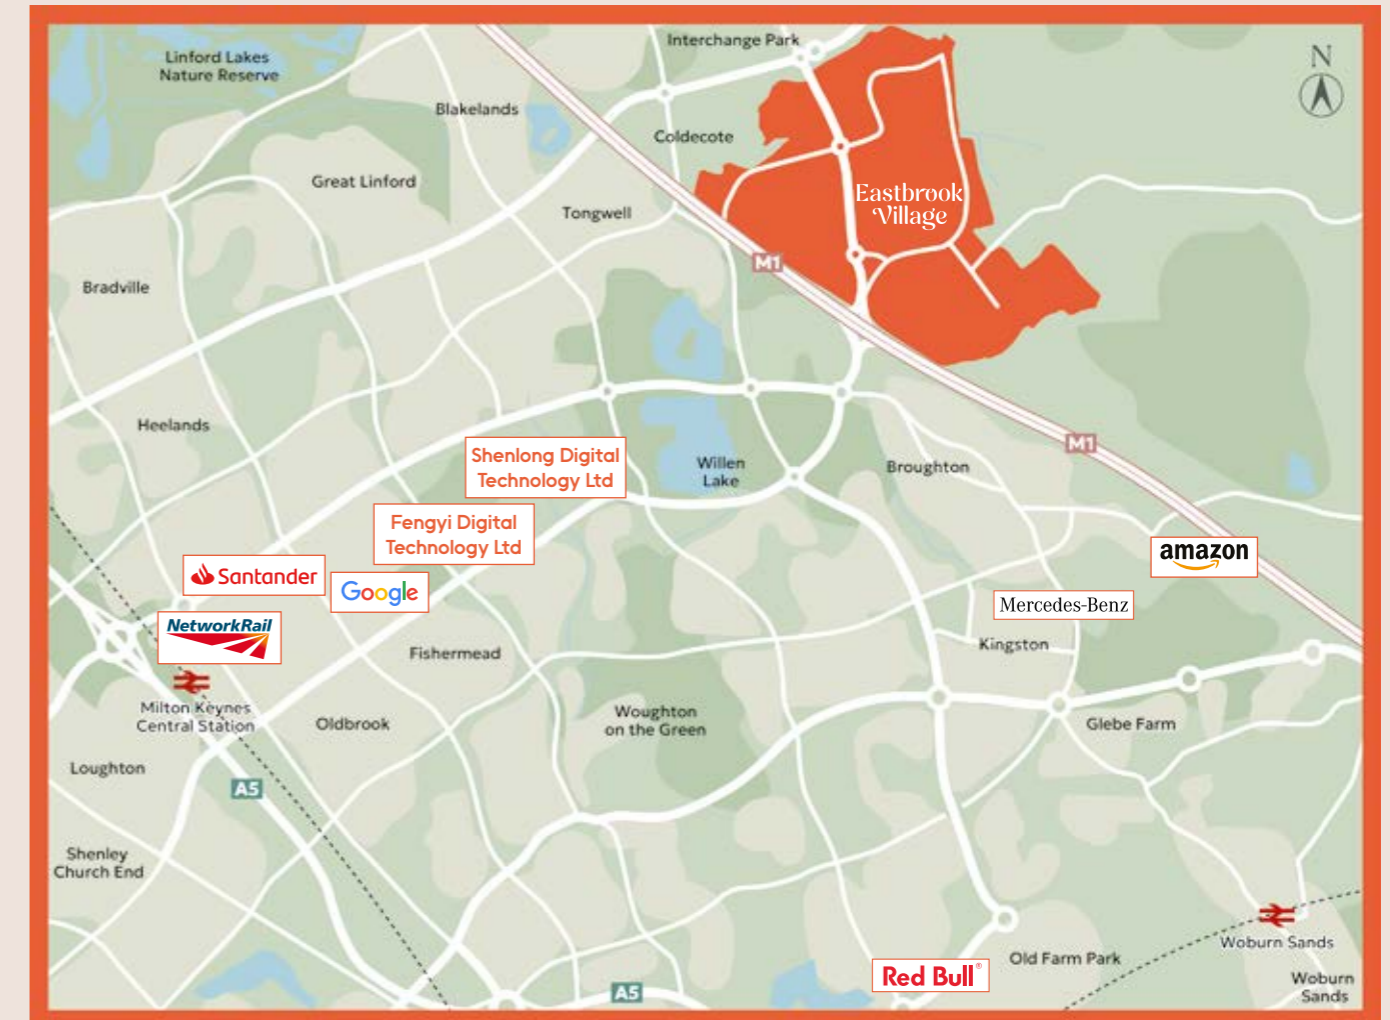 Interchange Park
N
Linford Lakes
Nature Reserve
Blakelands
Coldecote
Great Linford
Eastbrook
Village
Tongwell
M1
Bradville
Heelands
M1
Shenlong Digital
Technology Ltd
Willen
Lake
Broughton
Fengyi Digital
Technology Ltd
amazon
Santander
Google
Mercedes-Benz
NetworkRail
Kingston
Fishermead
Milton Keynes
Central Station
Oldbrook
Woughton
on the Green
Glebe Farm
Loughton
A5
Shenley
Church End
Woburn Sands
Old Farm Park
Red Bull®
Woburn
Sands
A5